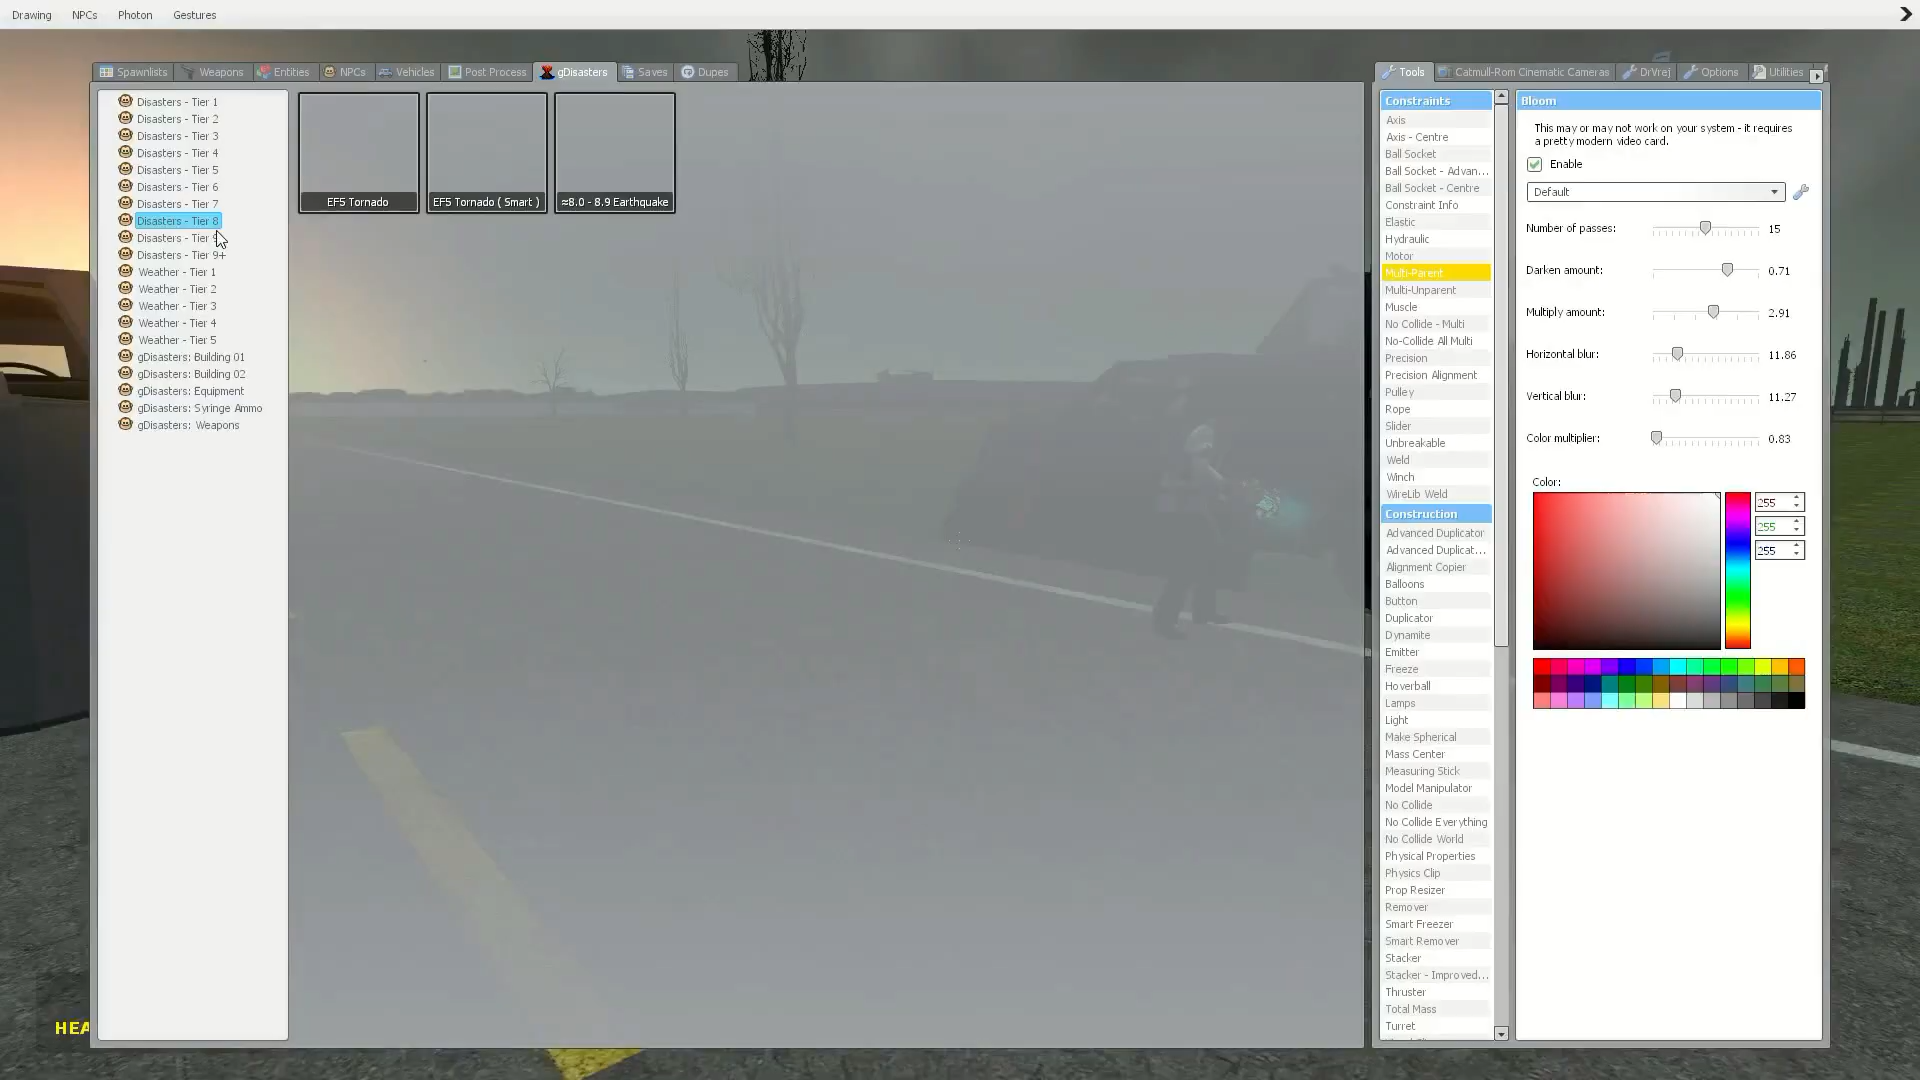 Drawing NPCs Photon Gestures
Spawnlists Weapons Entities NPCs Vehicles Post Process gDisasters Saves Dupes
Tools Catmull-Rom Cinematic Cameras DrVrej Options Utilities
Disasters - Tier 1
Disasters - Tier 2
Disasters - Tier 3
Disasters - Tier 4
Disasters - Tier 5
Disasters - Tier 6
Disasters - Tier 7
Disasters - Tier 8
Disasters - Tier
Disasters - Tier 9+
Weather - Tier 1
Weather - Tier 2
Weather - Tier 3
Weather - Tier 4
Weather - Tier 5
gDisasters: Building 01
gDisasters: Building 02
gDisasters: Equipment
gDisasters: Syringe Ammo
gDisasters: Weapons
EF5 Tornado
EF5 Tornado ( Smart )
≈8.0 - 8.9 Earthquake
Constraints
Axis
Axis - Centre
Ball Socket
Ball Socket - Advan...
Ball Socket - Centre
Constraint Info
Elastic
Hydraulic
Motor
Multi-Parent
Multi-Unparent
Muscle
No Collide - Multi
No-Collide All Multi
Precision
Precision Alignment
Pulley
Rope
Slider
Unbreakable
Weld
Winch
WireLib Weld
Construction
Advanced Duplicator
Advanced Duplicat...
Alignment Copier
Balloons
Button
Duplicator
Dynamite
Emitter
Freeze
Hoverball
Lamps
Light
Make Spherical
Mass Center
Measuring Stick
Model Manipulator
No Collide
No Collide Everything
No Collide World
Physical Properties
Physics Clip
Prop Resizer
Remover
Smart Freezer
Smart Remover
Stacker
Stacker - Improved...
Thruster
Total Mass
Turret
Bloom
This may or may not work on your system - it requires
a pretty modern video card.
Enable
Default
Number of passes: 15
Darken amount: 0.71
Multiply amount: 2.91
Horizontal blur: 11.86
Vertical blur: 11.27
Color multiplier: 0.83
Color:
255
255
255
HEA